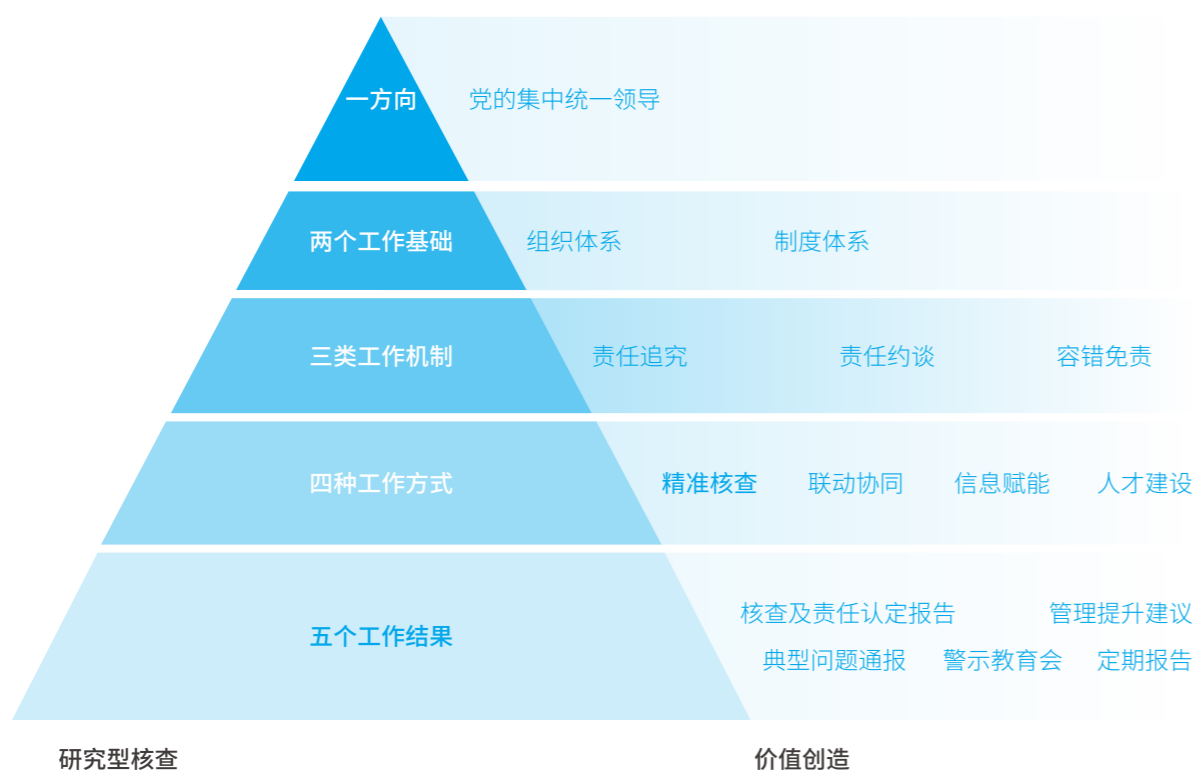 一方向 党的集中统一领导
两个工作基础 组织体系 制度体系
三类工作机制 责任追究 责任约谈 容错免责
四种工作方式 精准核查 联动协同 信息赋能 人才建设
核查及责任认定报告 管理提升建议
五个工作结果
典型问题通报 警示教育会 定期报告
研究型核查 价值创造